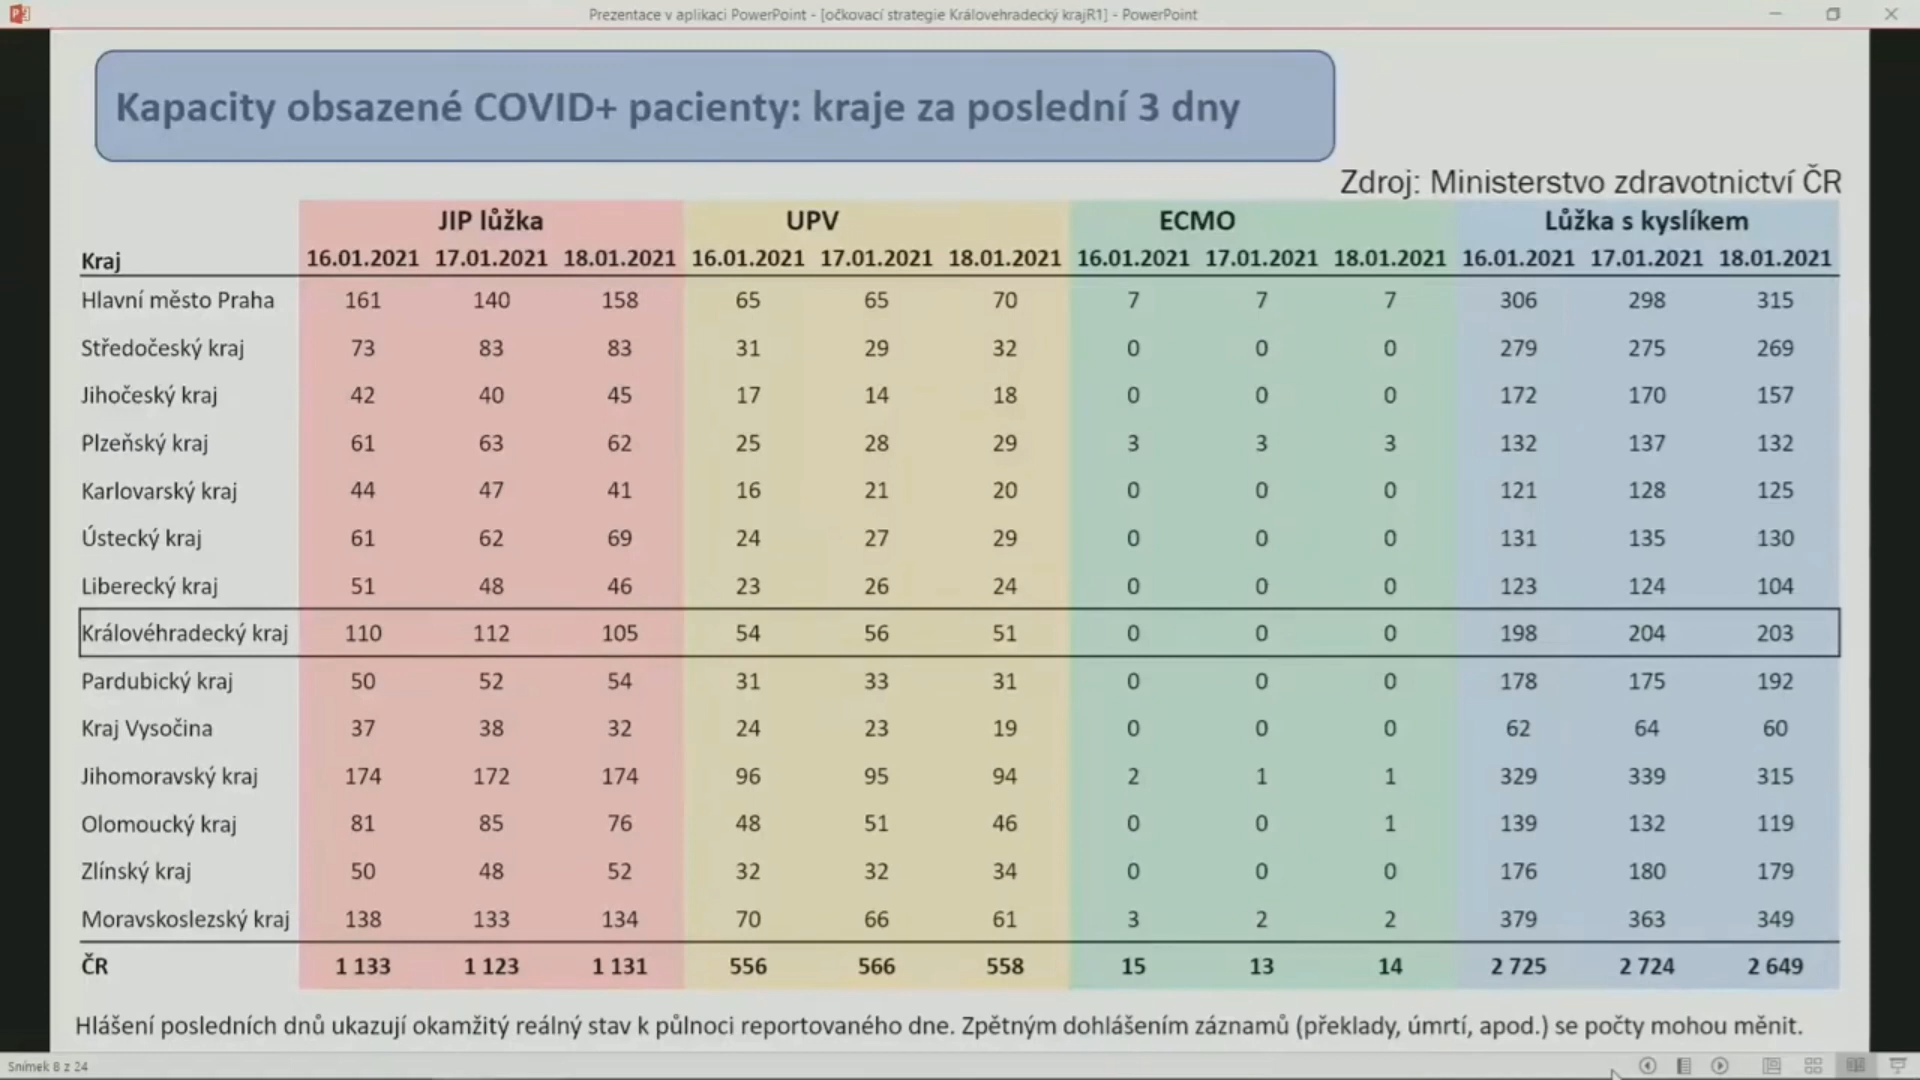 Prezentace v aplikaci PowerPoint - [očkovací strategie Královehradecký krajR1] - PowerPoint
Kapacity obsazené COVID+ pacienty: kraje za poslední 3 dny
Zdroj: Ministerstvo zdravotnictví ČR
JIP lůžka UPV ECMO Lůžka s kyslíkem
Kraj 16.01.2021 17.01.2021 18.01.2021 16.01.2021 17.01.2021 18.01.2021 16.01.2021 17.01.2021 18.01.2021 16.01.2021 17.01.2021 18.01.2021
Hlavní město Praha 161 140 158 65 65 70 7 7 7 306 298 315
Středočeský kraj 73 83 83 31 29 32 0 0 0 279 275 269
Jihočeský kraj 42 40 45 17 14 18 0 0 0 172 170 157
Plzeňský kraj 61 63 62 25 28 29 3 3 3 132 137 132
Karlovarský kraj 44 47 41 16 21 20 0 0 0 121 128 125
Ústecký kraj 61 62 69 24 27 29 0 0 0 131 135 130
Liberecký kraj 51 48 46 23 26 24 0 0 0 123 124 104
Královéhradecký kraj 110 112 105 54 56 51 0 0 0 198 204 203
Pardubický kraj 50 52 54 31 33 31 0 0 0 178 175 192
Kraj Vysočina 37 38 32 24 23 19 0 0 0 62 64 60
Jihomoravský kraj 174 172 174 96 95 94 2 1 1 329 339 315
Olomoucký kraj 81 85 76 48 51 46 0 0 1 139 132 119
Zlínský kraj 50 48 52 32 32 34 0 0 0 176 180 179
Moravskoslezský kraj 138 133 134 70 66 61 3 2 2 379 363 349
ČR 1 133 1 123 1 131 556 566 558 15 13 14 2 725 2 724 2 649
Hlášení posledních dnů ukazují okamžitý reálný stav k půlnoci reportovaného dne. Zpětným dohlášením záznamů (překlady, úmrtí, apod.) se počty mohou měnit.
Snímek 8 z 24